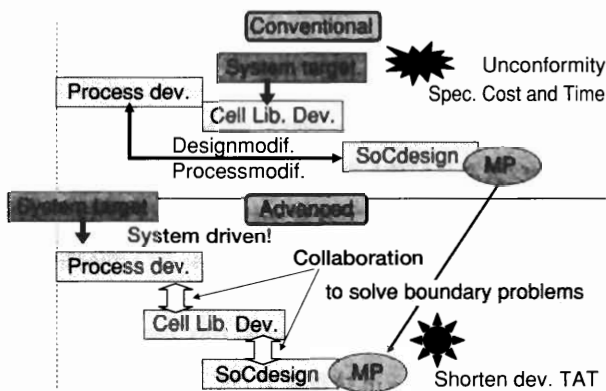 Conventional
System target
Unconformity
Process dev.
Spec. Cost and Time
Cell Lib. Dev.
Designmodif.
SoCdesign
MP
Processmodif.
System target
Advanced
System driven!
Process dev.
Collaboration
to solve boundary problems
Cell Lib. Dev.
SoCdesign
MP
Shorten dev. TAT